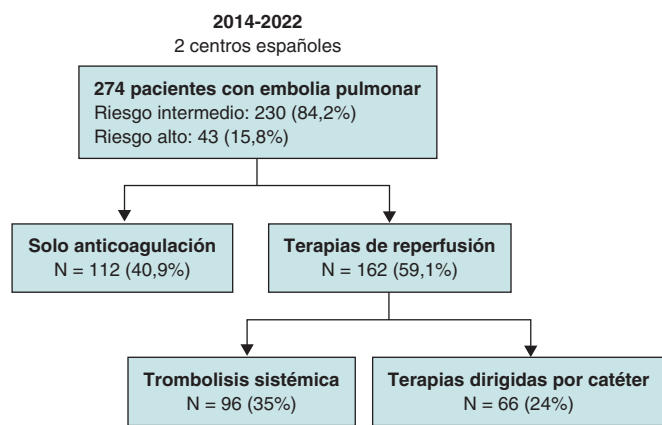 2014-2022
2 centros españoles
274 pacientes con embolia pulmonar
Riesgo intermedio: 230 (84,2%)
Riesgo alto: 43 (15,8%)
Solo anticoagulación
N = 112 (40,9%)
Terapias de reperfusión
N = 162 (59,1%)
Trombolisis sistémica
N = 96 (35%)
Terapias dirigidas por catéter
N = 66 (24%)